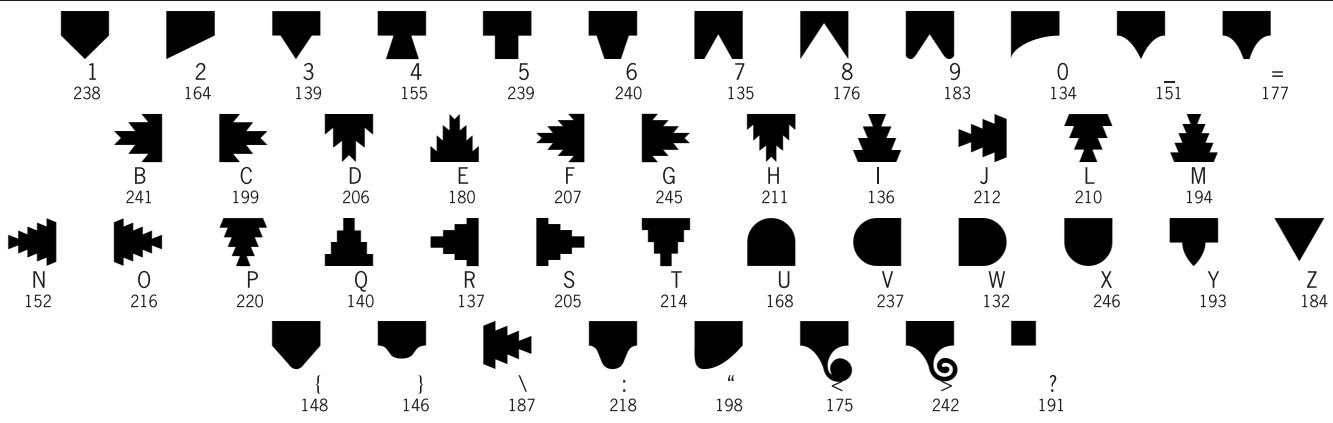 1 2 3 4 5 6 7 8 9 0 _ =
238 164 139 155 239 240 135 176 183 134 151 177
B C D E F G H I J L M
241 199 206 180 207 245 211 136 212 210 194
N O P Q R S T U V W X Y Z
152 216 220 140 137 205 214 168 237 132 246 193 184
{ } \ : “ < > ?
148 146 187 218 198 175 242 191